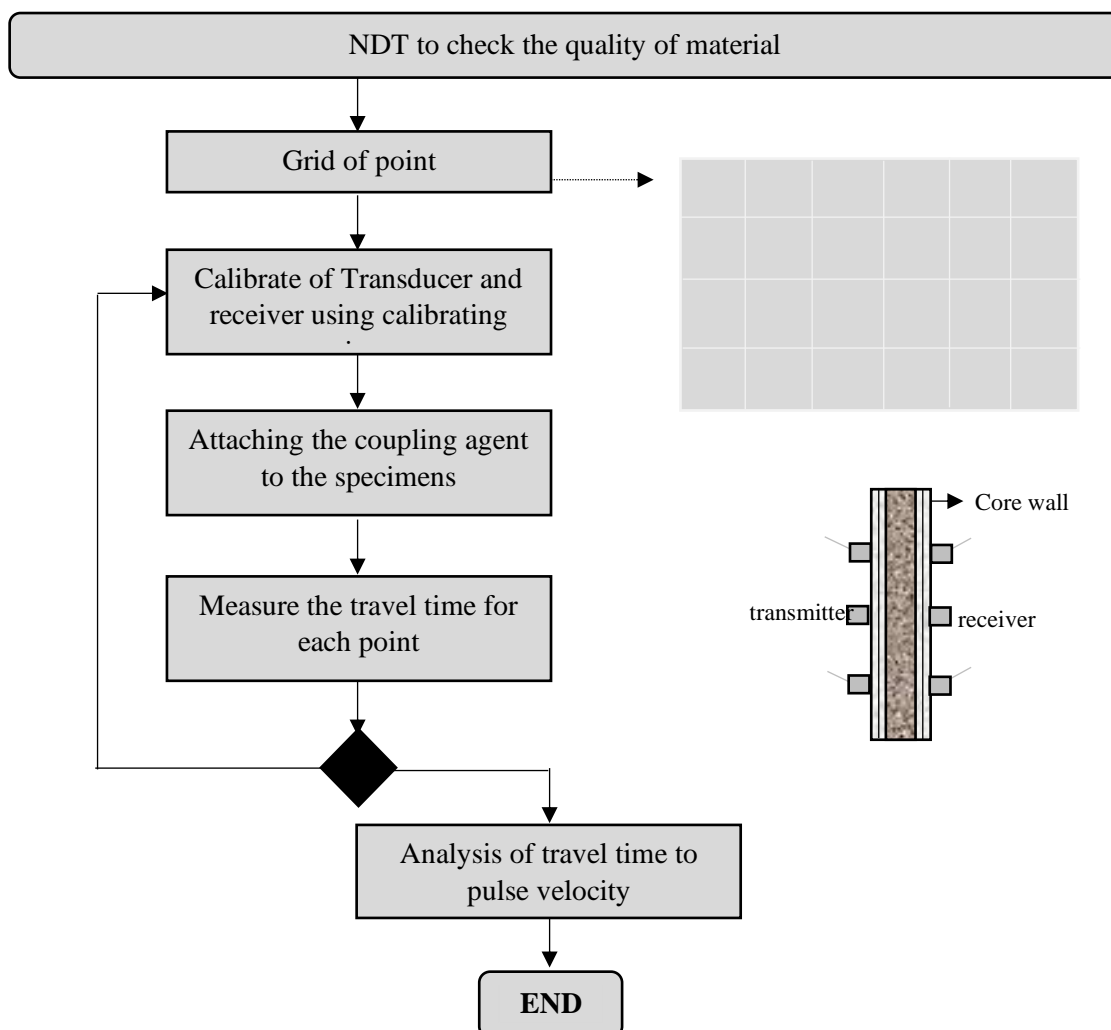 NDT to check the quality of material
Grid of point
Calibrate of Transducer and
receiver using calibrating
Attaching the coupling agent
to the specimens
Core wall
Measure the travel time for
each point
transmitter
receiver
Analysis of travel time to
pulse velocity
END